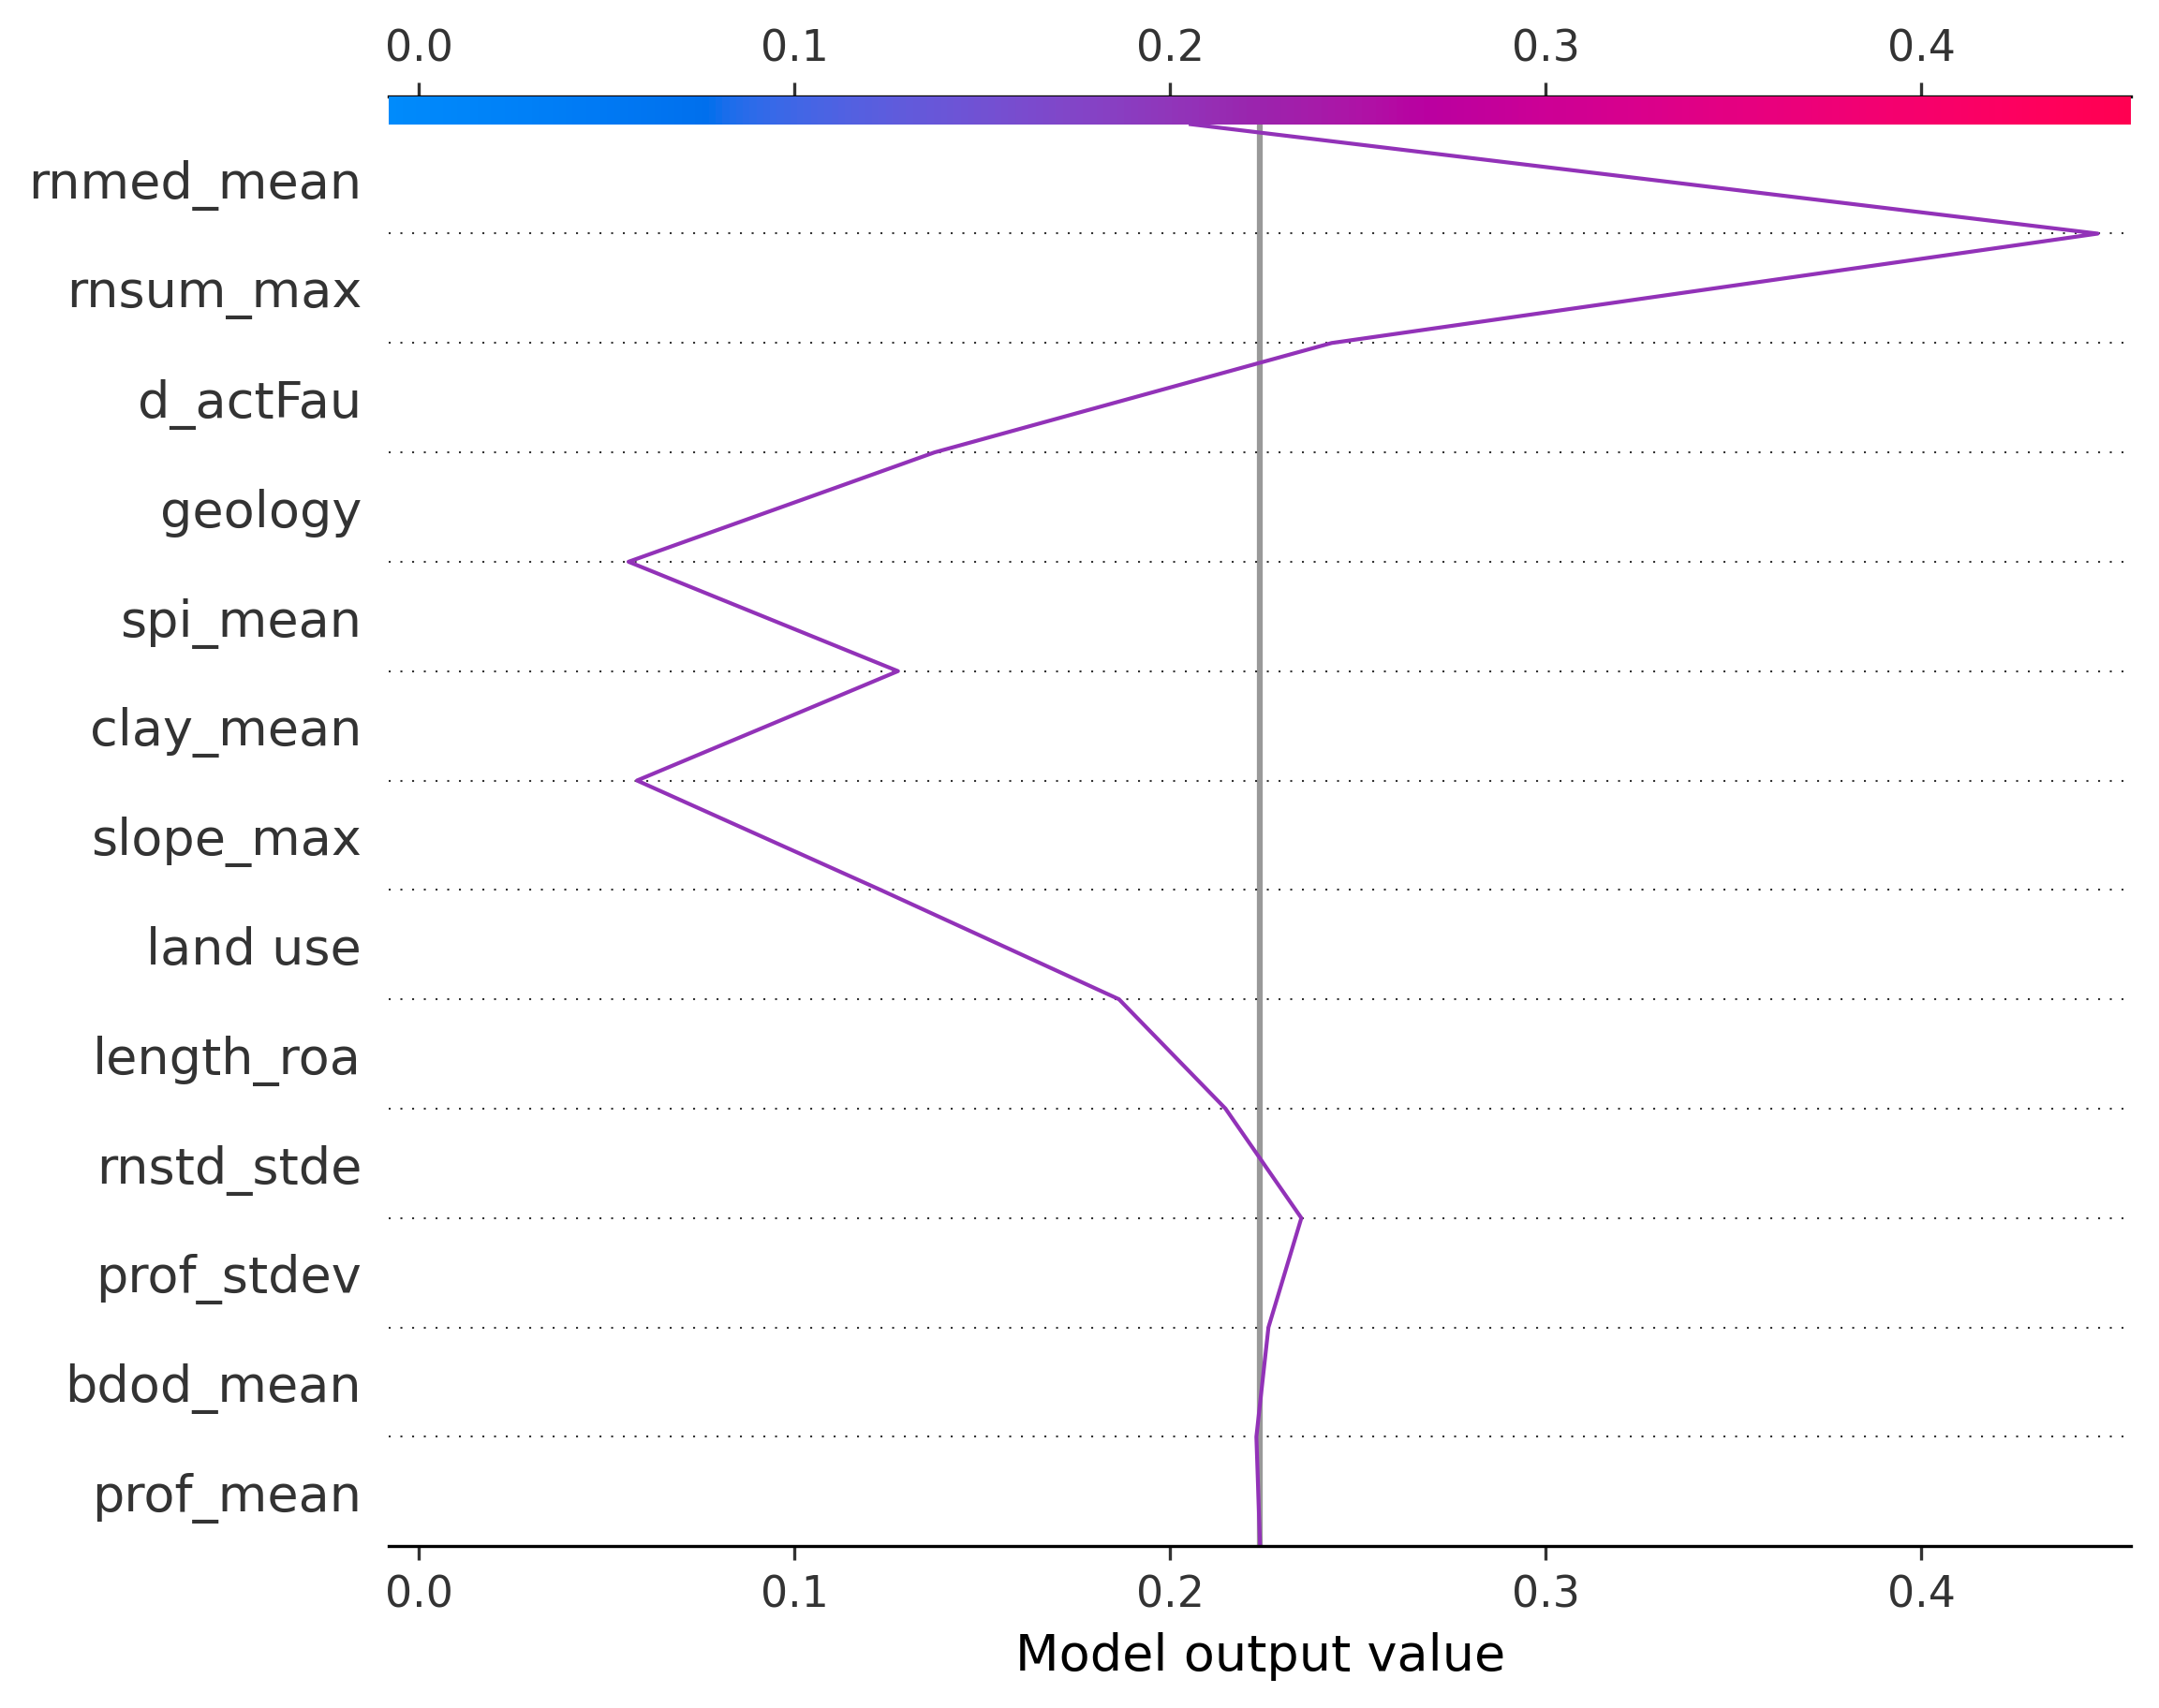 0.0 0.1 0.2 0.3 0.4
rnmed_mean
rnsum_max
d_actFau
geology
spi_mean
clay_mean
slope_max
land use
length_roa
rnstd_stde
prof_stdev
bdod_mean
prof_mean
0.0 0.1 0.2 0.3 0.4
Model output value